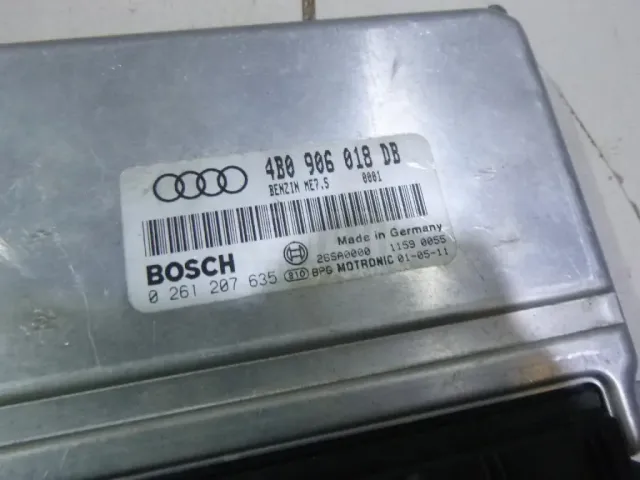 4B0 906 018 DB
BENZIN ME7.5 0001
Made in Germany
BOSCH 26SA0000 1159 0055
0 261 207 635 810 BPG MOTRONIC 01-05-11